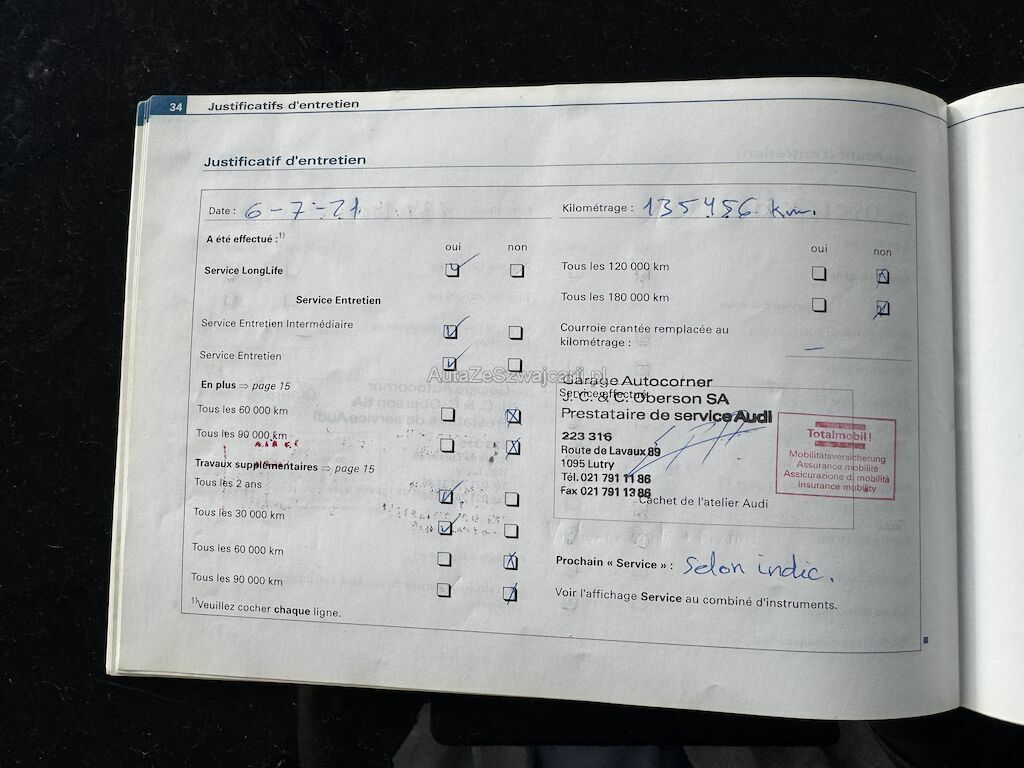 34 Justificatifs d'entretien
Justificatif d'entretien
Date : 6-7-21. Kilométrage : 135456 km.
A été effectué :1)
oui non
Service LongLife
Service Entretien
Service Entretien Intermédiaire
Service Entretien
En plus ⇒ page 15
Tous les 60 000 km
Tous les 90 000 km
Travaux supplémentaires ⇒ page 15
Tous les 2 ans
Tous les 30 000 km
Tous les 60 000 km
Tous les 90 000 km
1)Veuillez cocher chaque ligne.
oui non
Tous les 120 000 km
Tous les 180 000 km
Courroie crantée remplacée au
kilométrage : –
AutaZeSzwajcarii.pl
Garage Autocorner
Service effectué
J. C. & C. Oberson SA
Prestataire de service Audi
223 316
Route de Lavaux 89
1095 Lutry
Tél. 021 791 11 86
Fax 021 791 13 86
Cachet de l'atelier Audi
Totalmobil!
Mobilitätsversicherung
Assurance mobilité
Assicurazione di mobilità
Insurance mobility
Prochain « Service » : Selon indic.
Voir l'affichage Service au combiné d'instruments.